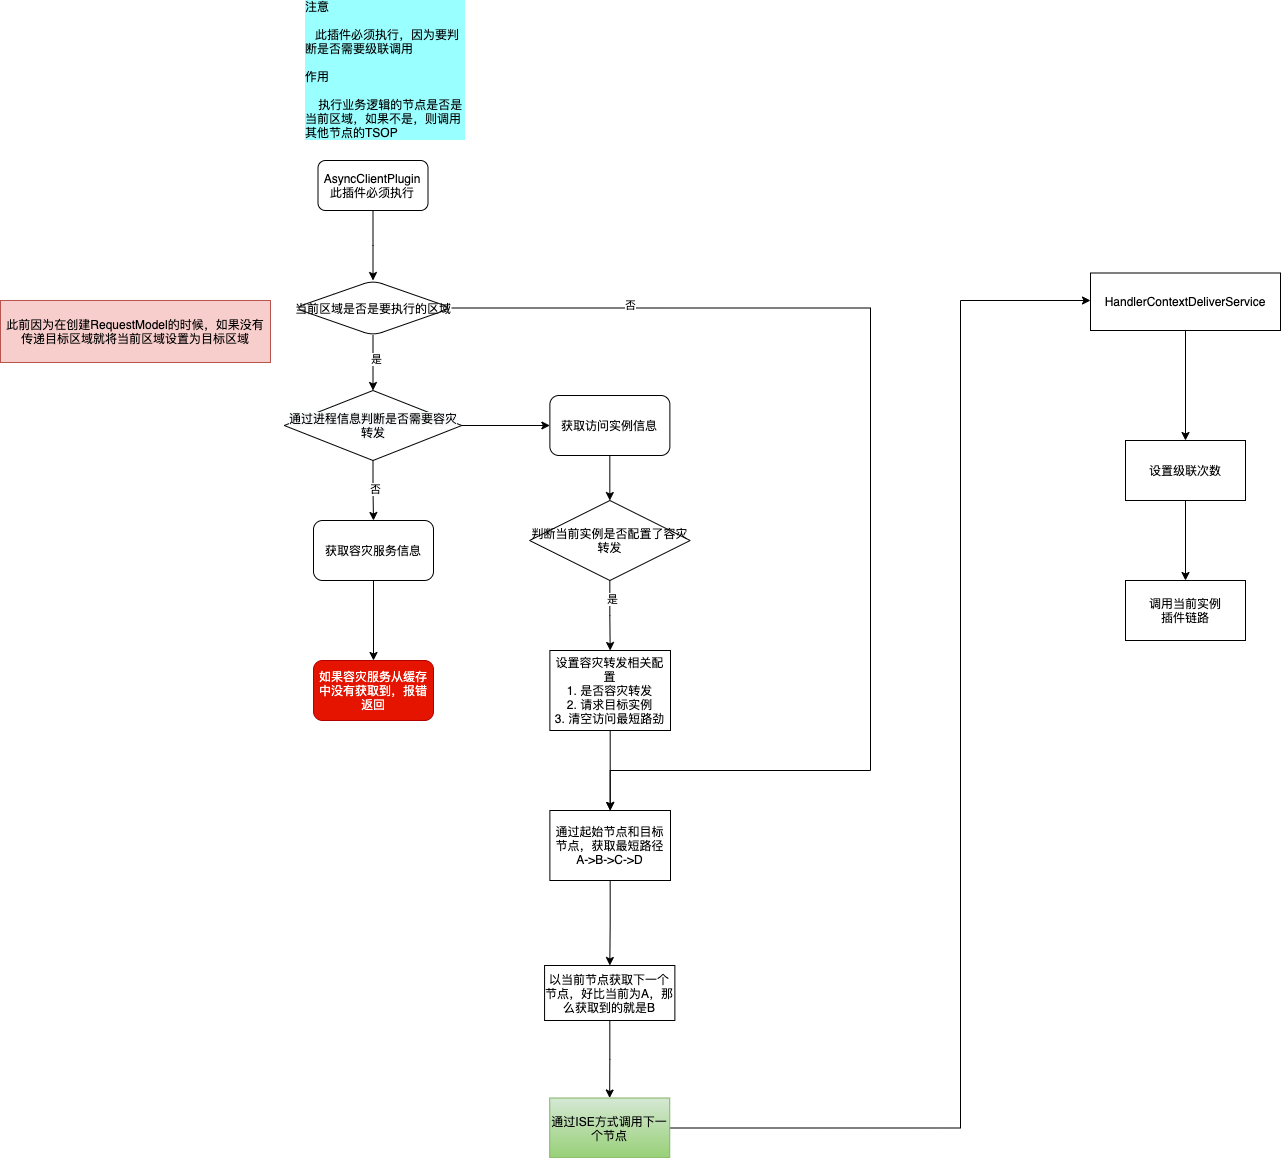 注意
此插件必须执行，因为要判
断是否需要级联调用
作用
执行业务逻辑的节点是否是
当前区域，如果不是，则调用
其他节点的TSOP
AsyncClientPlugin
此插件必须执行
当前区域是否是要执行的区域
否
此前因为在创建RequestModel的时候，如果没有
传递目标区域就将当前区域设置为目标区域
是
通过进程信息判断是否需要容灾
转发
获取访问实例信息
否
判断当前实例是否配置了容灾
转发
获取容灾服务信息
是
如果容灾服务从缓存
中没有获取到，报错
返回
设置容灾转发相关配
置
1. 是否容灾转发
2. 请求目标实例
3. 清空访问最短路劲
通过起始节点和目标
节点，获取最短路径
A->B->C->D
以当前节点获取下一个
节点，好比当前为A，那
么获取到的就是B
通过ISE方式调用下一
个节点
HandlerContextDeliverService
设置级联次数
调用当前实例
插件链路